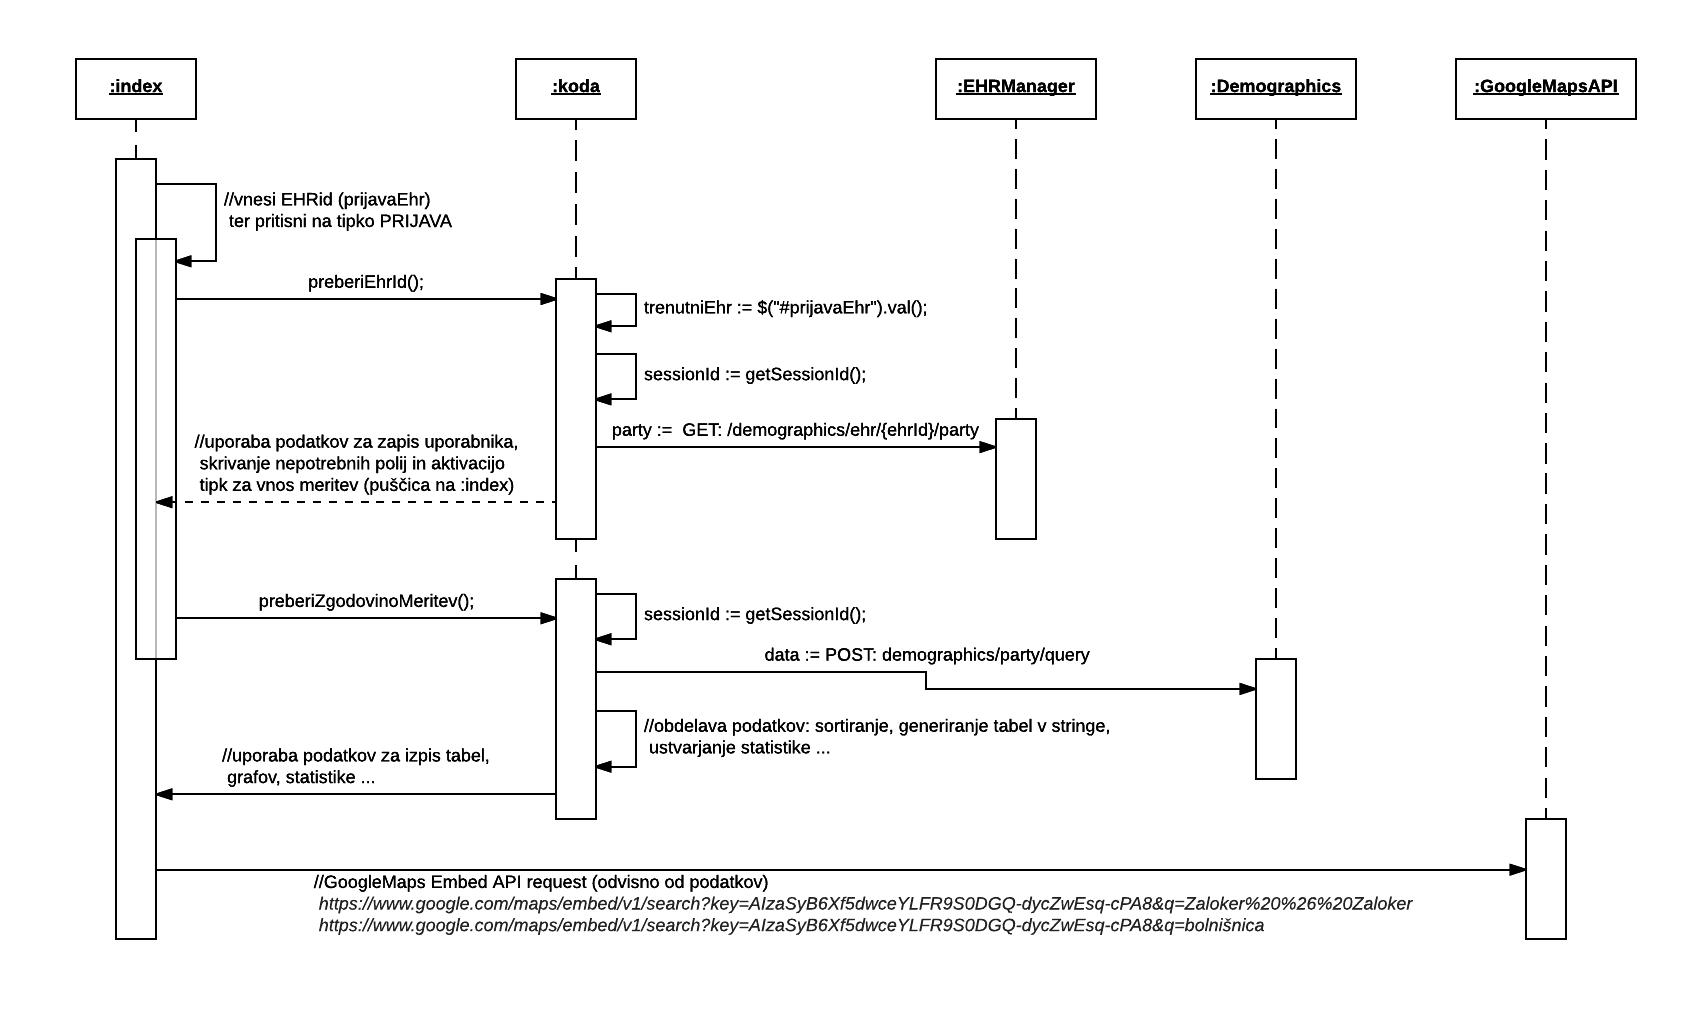 :index
:koda
:EHRManager
:Demographics
:GoogleMapsAPI
//vnesi EHRid (prijavaEhr)
ter pritisni na tipko PRIJAVA
preberiEhrId();
trenutniEhr := $("#prijavaEhr").val();
sessionId := getSessionId();
party :=  GET: /demographics/ehr/{ehrId}/party
//uporaba podatkov za zapis uporabnika,
skrivanje nepotrebnih polij in aktivacijo
tipk za vnos meritev (puščica na :index)
preberiZgodovinoMeritev();
sessionId := getSessionId();
data := POST: demographics/party/query
//obdelava podatkov: sortiranje, generiranje tabel v stringe,
ustvarjanje statistike ...
//uporaba podatkov za izpis tabel,
grafov, statistike ...
//GoogleMaps Embed API request (odvisno od podatkov)
https://www.google.com/maps/embed/v1/search?key=AIzaSyB6Xf5dwceYLFR9S0DGQ-dycZwEsq-cPA8&q=Zaloker%20%26%20Zaloker
https://www.google.com/maps/embed/v1/search?key=AIzaSyB6Xf5dwceYLFR9S0DGQ-dycZwEsq-cPA8&q=bolnišnica